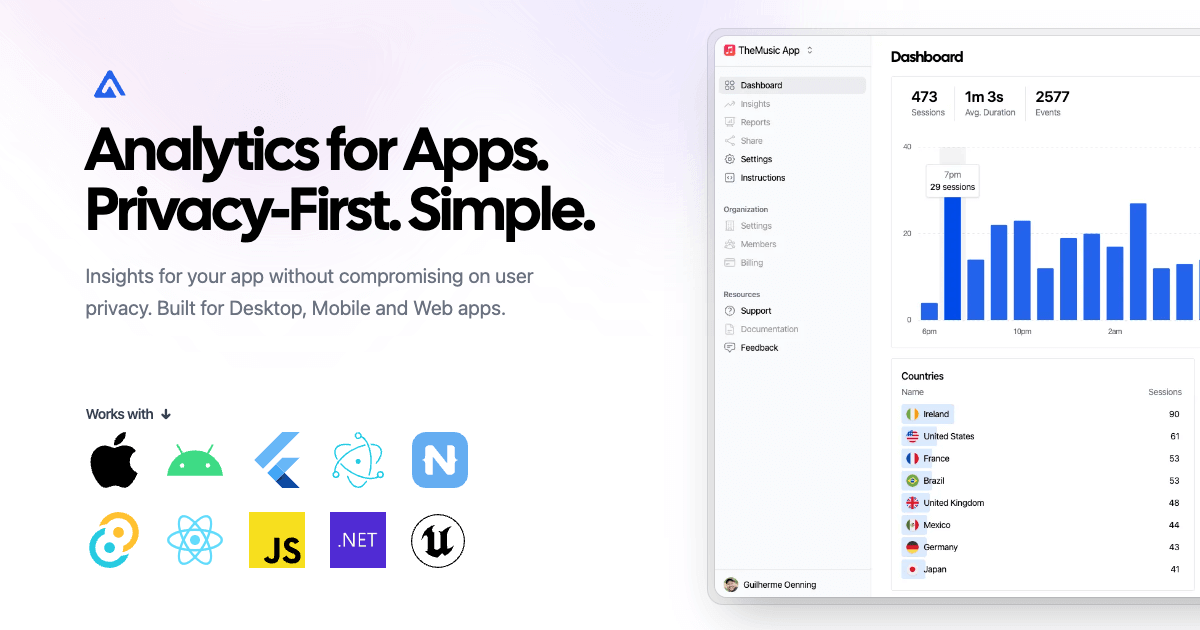 Analytics for Apps.
Privacy-First. Simple.
Insights for your app without compromising on user
privacy. Built for Desktop, Mobile and Web apps.
Works with ↓
N
JS
.NET
TheMusic App
Dashboard
Insights
Reports
Share
Settings
Instructions
Organization
Settings
Members
Billing
Resources
Support
Documentation
Feedback
Guilherme Oenning
Dashboard
473
Sessions
1m 3s
Avg. Duration
2577
Events
40
20
0
7pm
29 sessions
6pm
10pm
2am
Countries
Name Sessions
Ireland 90
United States 61
France 53
Brazil 53
United Kingdom 48
Mexico 44
Germany 43
Japan 41